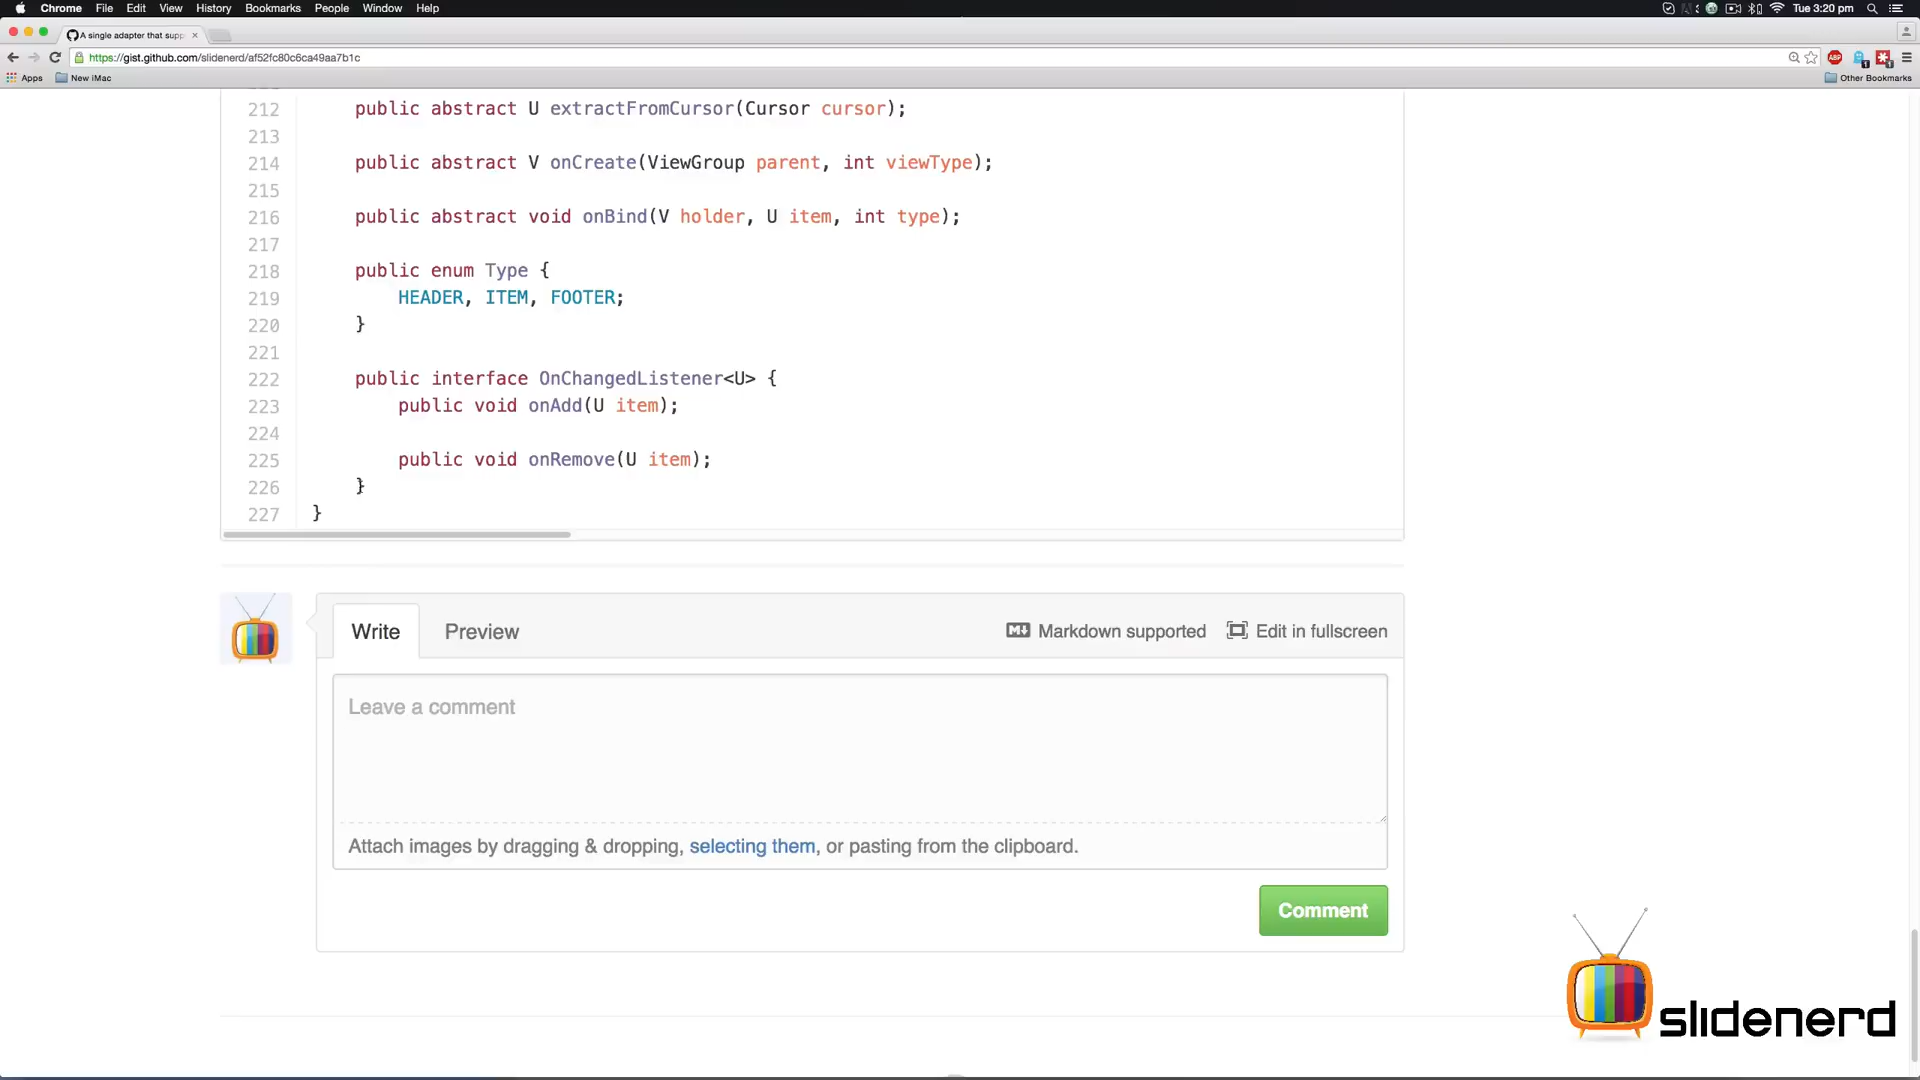 Chrome File Edit View History Bookmarks People Window Help Tue 3:20 pm
A single adapter that supp
https://gist.github.com/slidenerd/af52fc80c6ca49aa7b1c
Apps New iMac Other Bookmarks
212 public abstract U extractFromCursor(Cursor cursor);
213
214 public abstract V onCreate(ViewGroup parent, int viewType);
215
216 public abstract void onBind(V holder, U item, int type);
217
218 public enum Type {
219 HEADER, ITEM, FOOTER;
220 }
221
222 public interface OnChangedListener<U> {
223 public void onAdd(U item);
224
225 public void onRemove(U item);
226 }
227 }
Write Preview Markdown supported Edit in fullscreen
Leave a comment
Attach images by dragging & dropping, selecting them, or pasting from the clipboard.
Comment
slidenerd